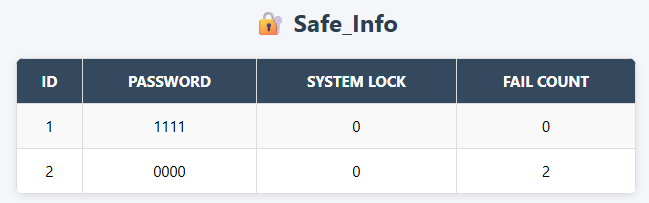 Safe_Info
ID PASSWORD SYSTEM LOCK FAIL COUNT
1 1111 0 0
2 0000 0 2